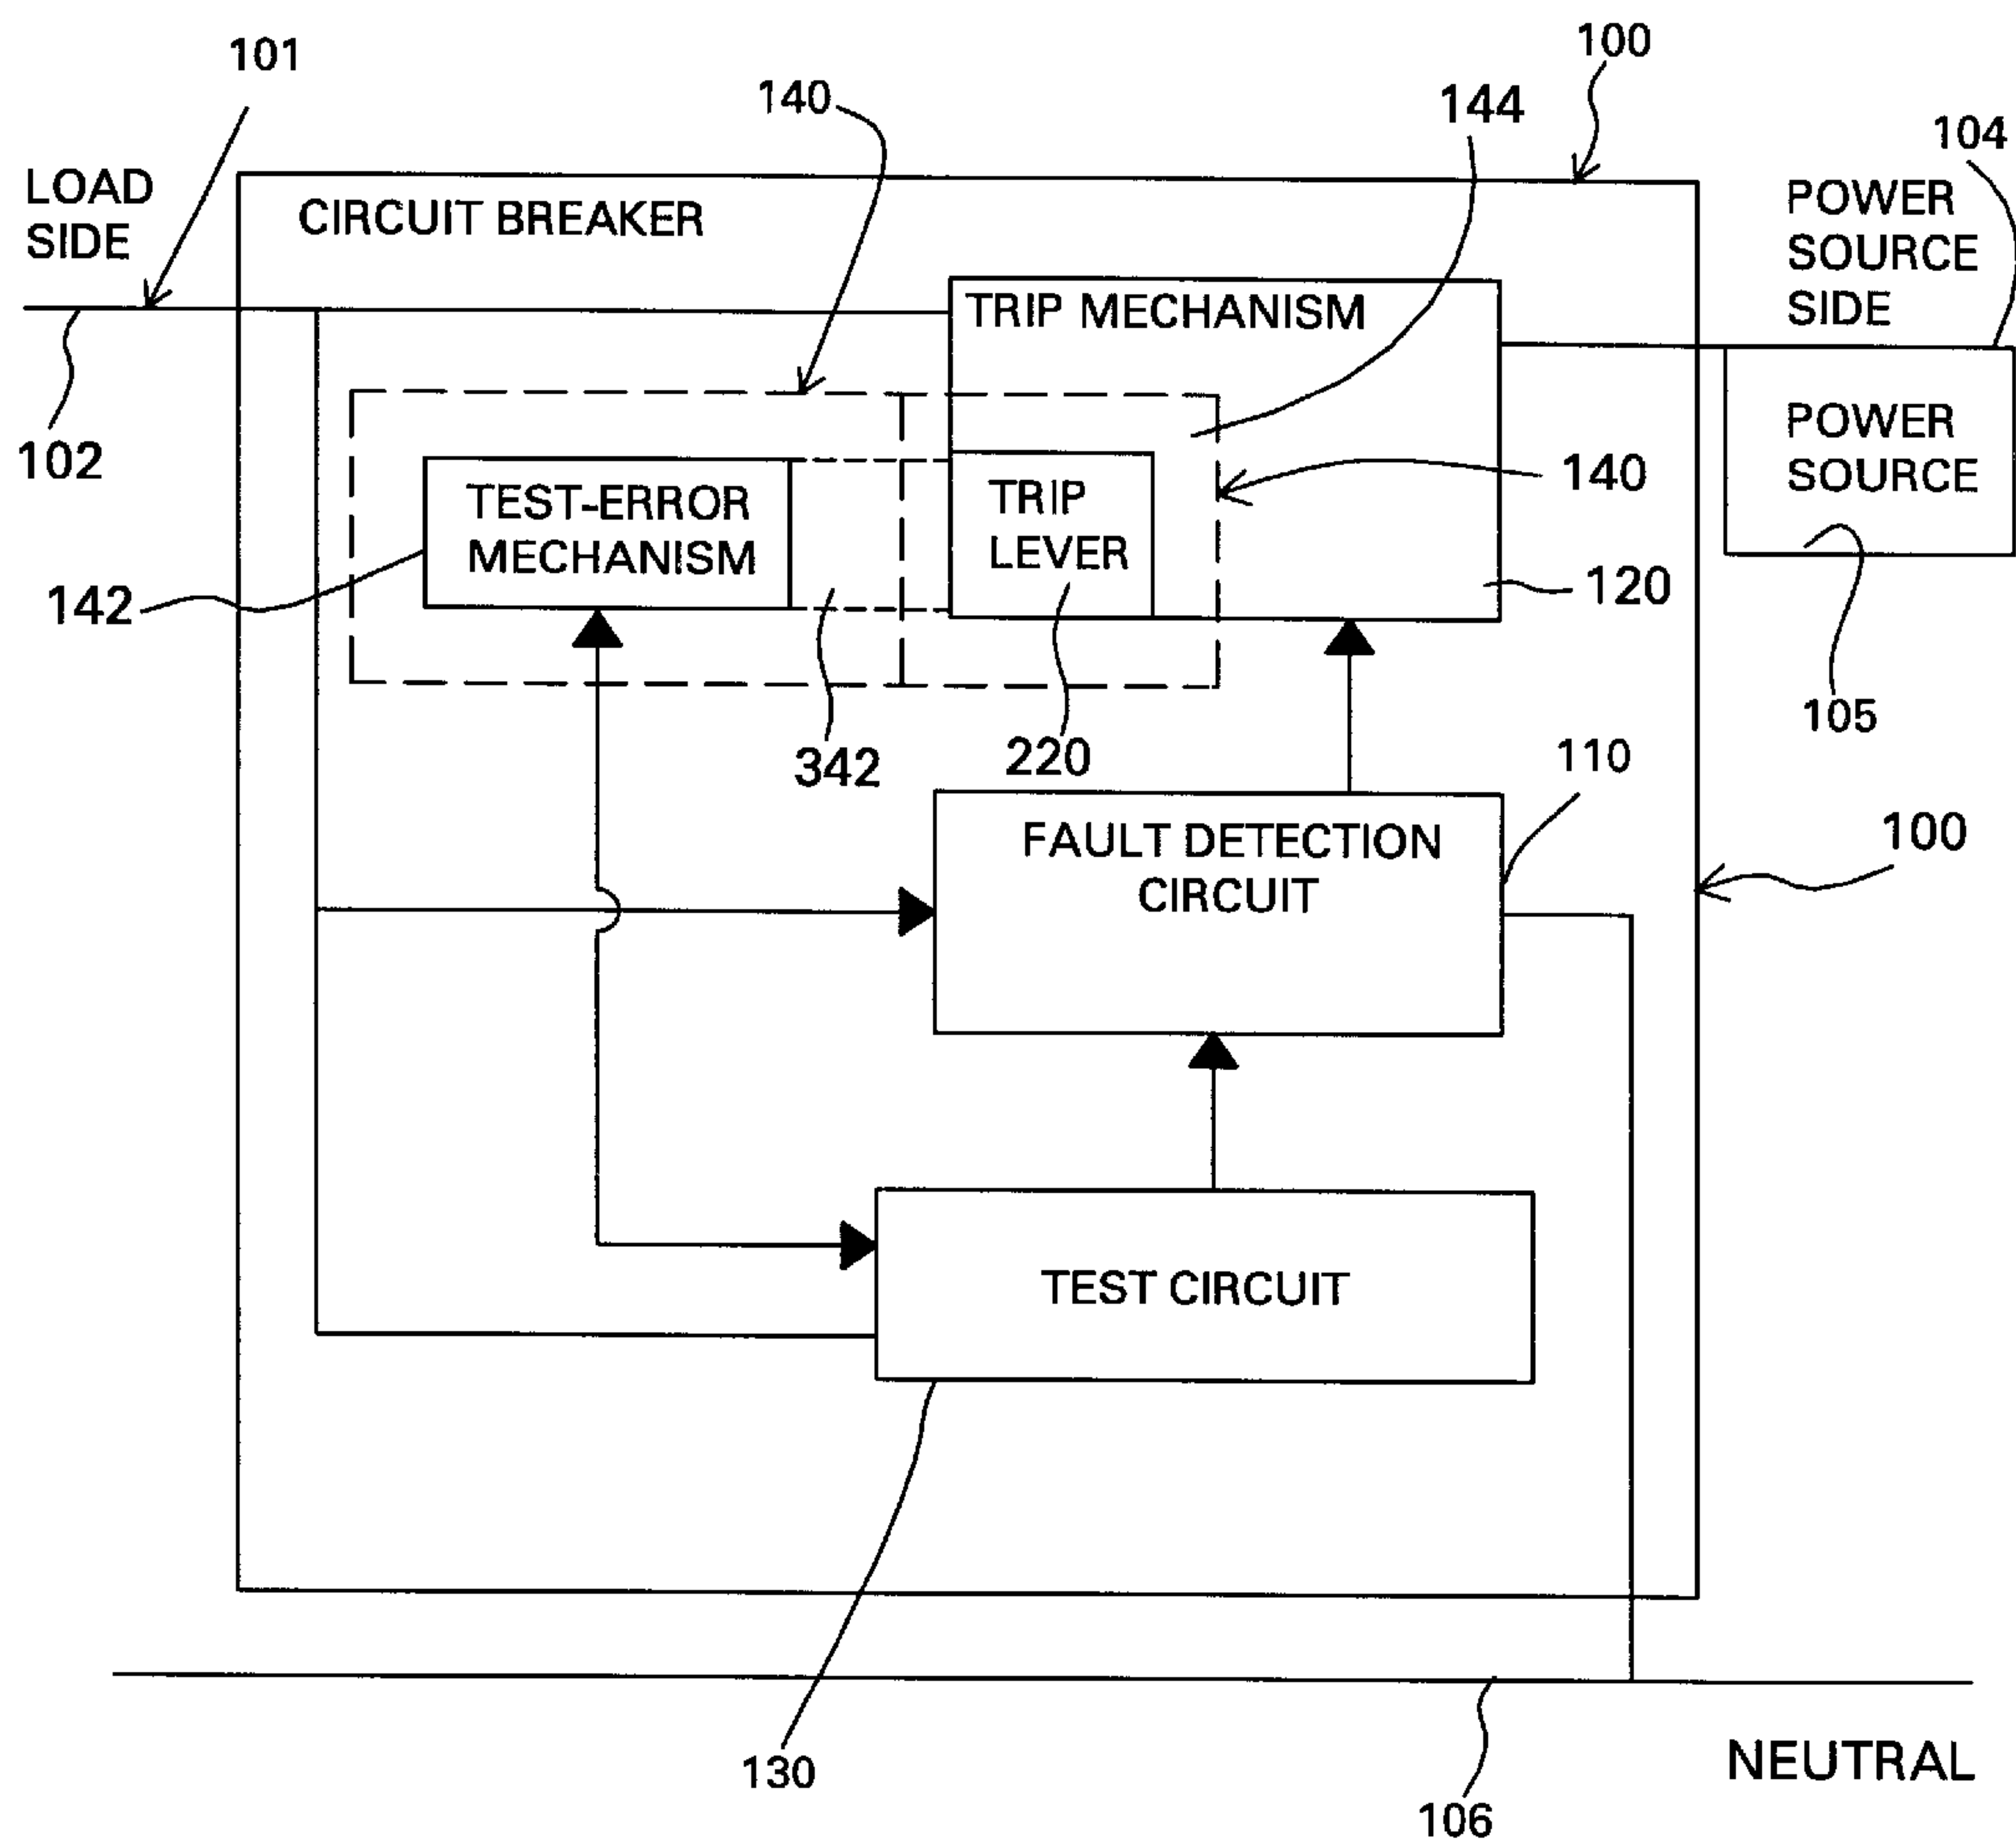 101
100
140
144
104
LOAD
SIDE
CIRCUIT BREAKER
POWER
SOURCE
SIDE
TRIP MECHANISM
102
POWER
SOURCE
140
TEST-ERROR
MECHANISM
TRIP
LEVER
142
120
105
342
220
110
100
FAULT DETECTION
CIRCUIT
TEST CIRCUIT
130
106
NEUTRAL